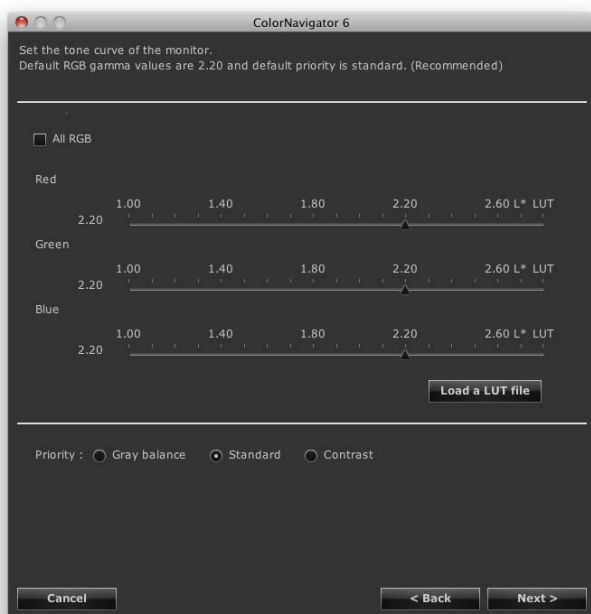 ColorNavigator 6
Set the tone curve of the monitor.
Default RGB gamma values are 2.20 and default priority is standard. (Recommended)
All RGB
Red
1.00 1.40 1.80 2.20 2.60 L* LUT
2.20
Green
1.00 1.40 1.80 2.20 2.60 L* LUT
2.20
Blue
1.00 1.40 1.80 2.20 2.60 L* LUT
2.20
Load a LUT file
Priority : Gray balance Standard Contrast
Cancel < Back Next >